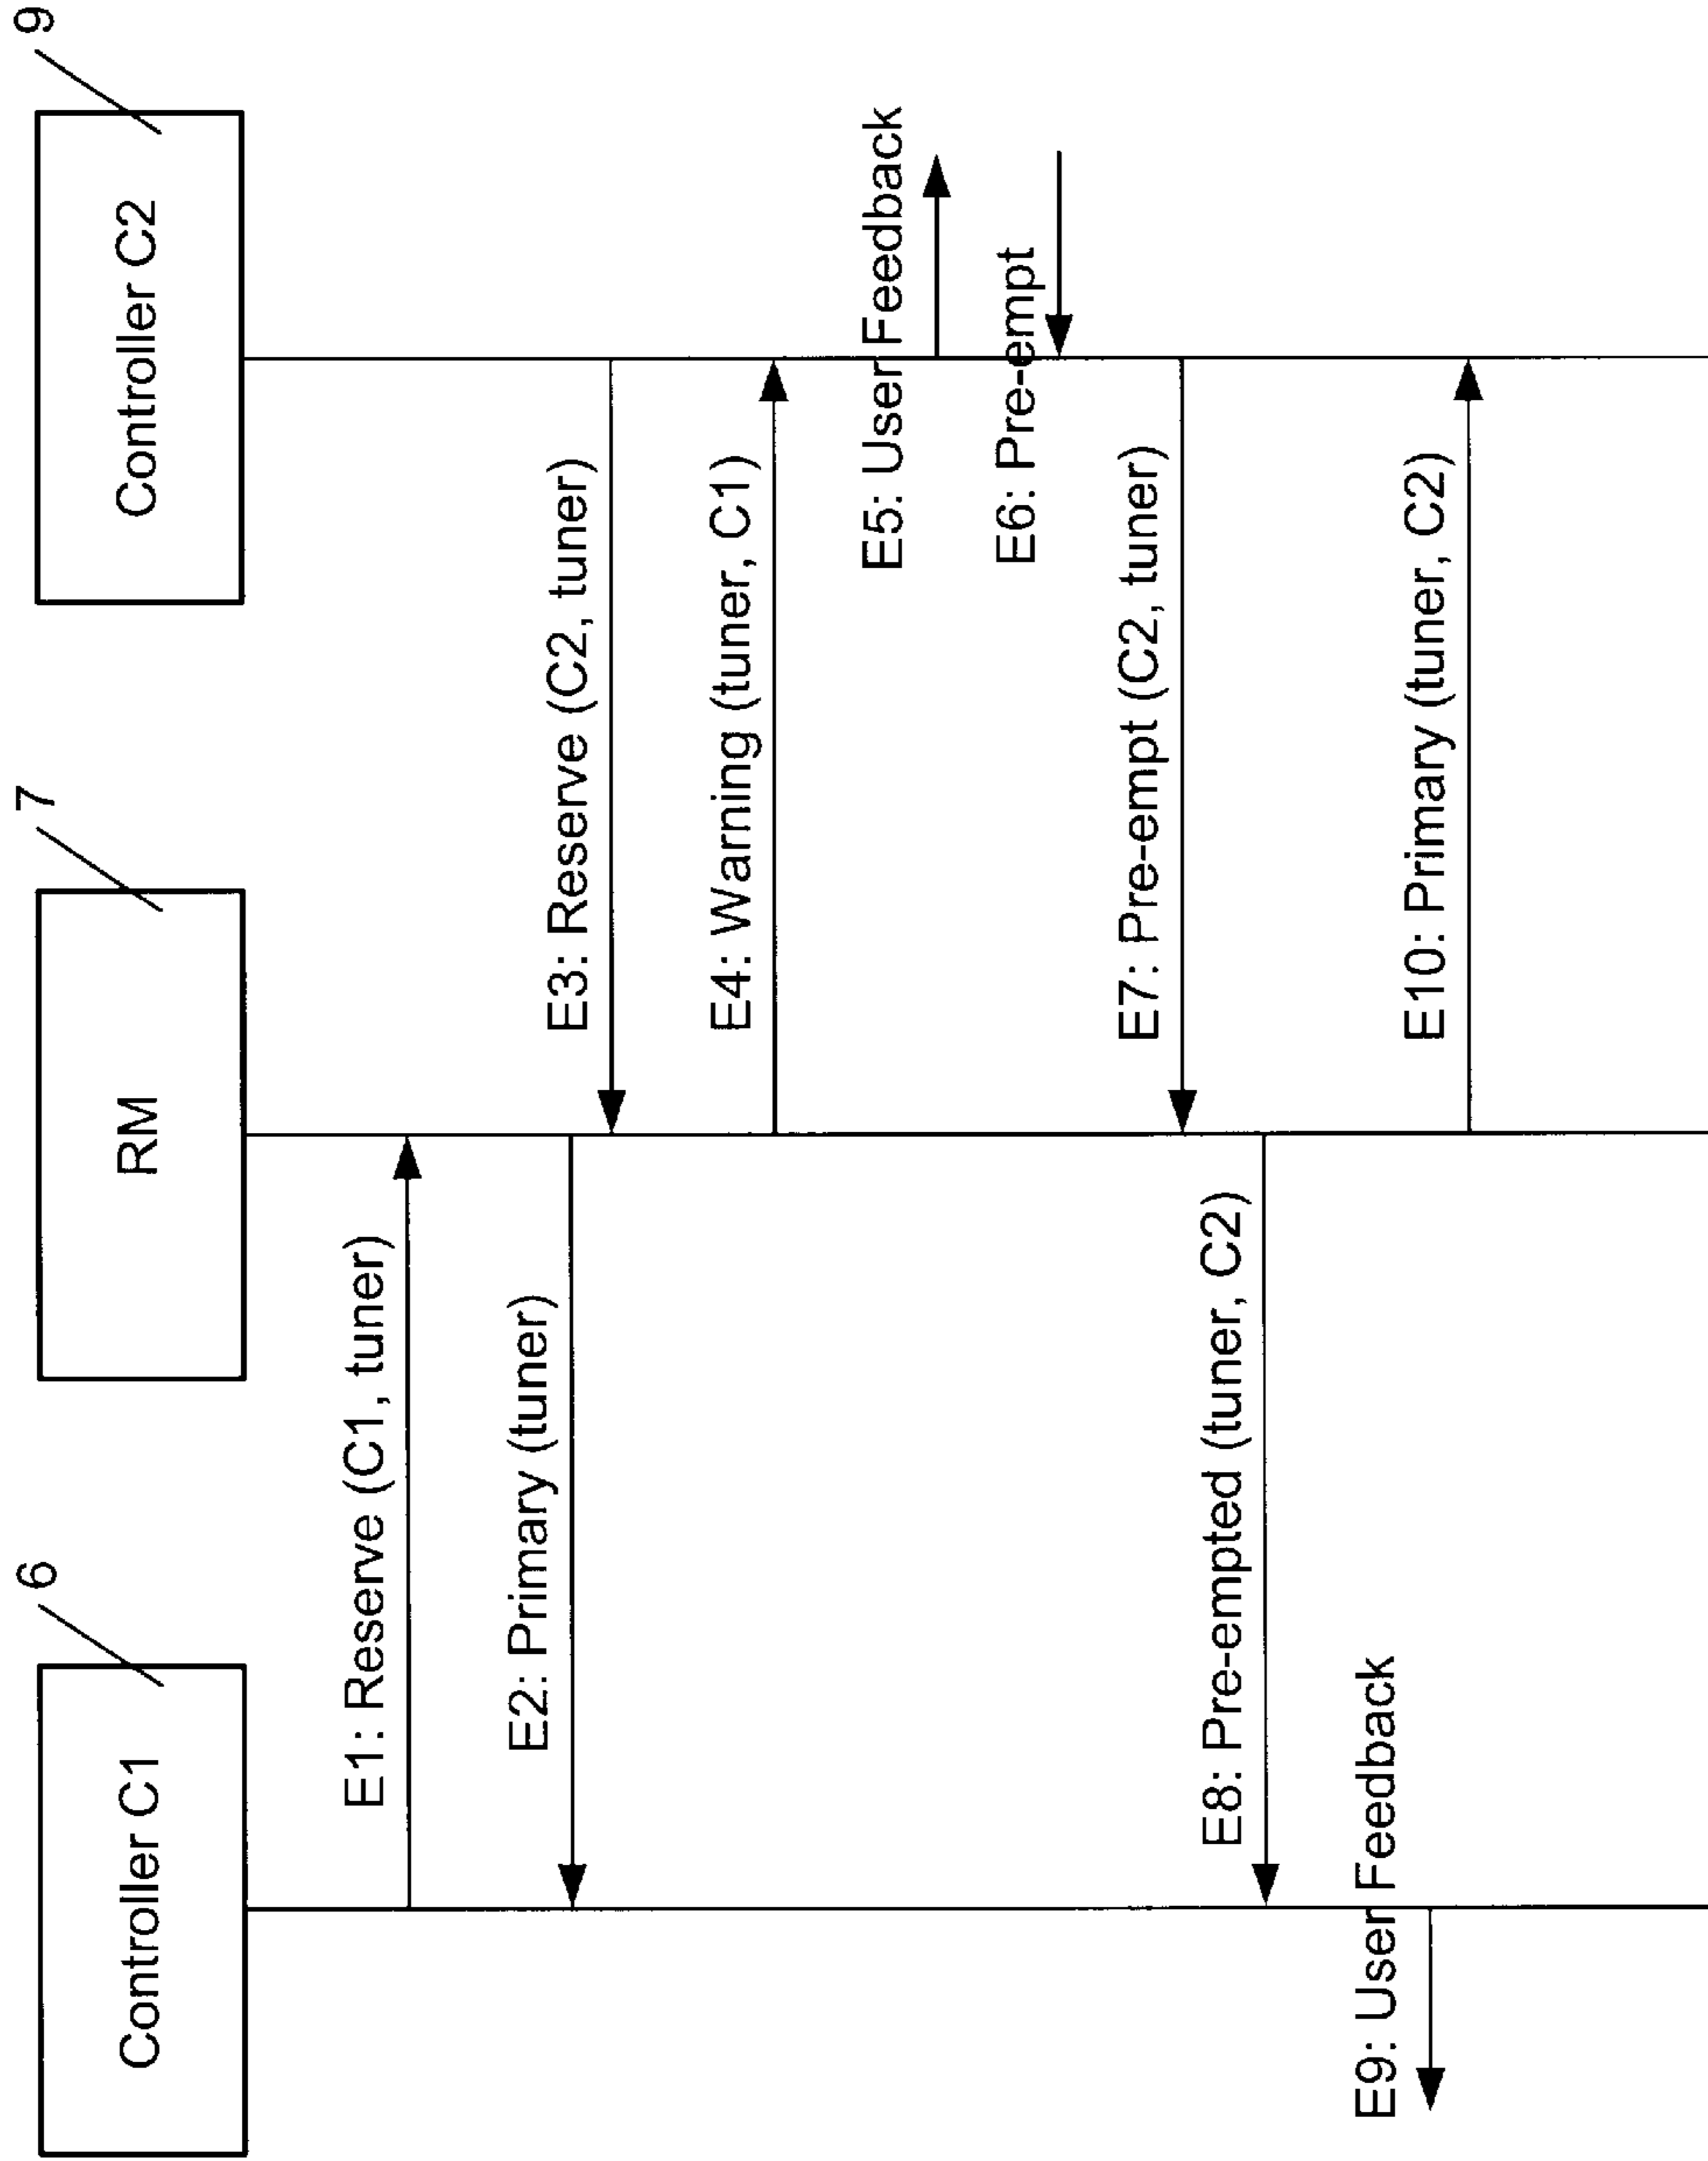 6
7
9
Controller C1
RM
Controller C2
E1: Reserve (C1, tuner)
E2: Primary (tuner)
E3: Reserve (C2, tuner)
E4: Warning (tuner, C1)
E5: User Feedback
E6: Pre-empt
E7: Pre-empt (C2, tuner)
E8: Pre-empted (tuner, C2)
E9: User Feedback
E10: Primary (tuner, C2)